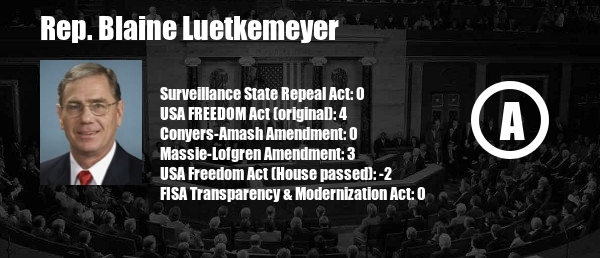 Rep. Blaine Luetkemeyer
Surveillance State Repeal Act: 0
USA FREEDOM Act (original): 4
Conyers-Amash Amendment: 0
Massie-Lofgren Amendment: 3
USA Freedom Act (House passed): -2
FISA Transparency & Modernization Act: 0
A